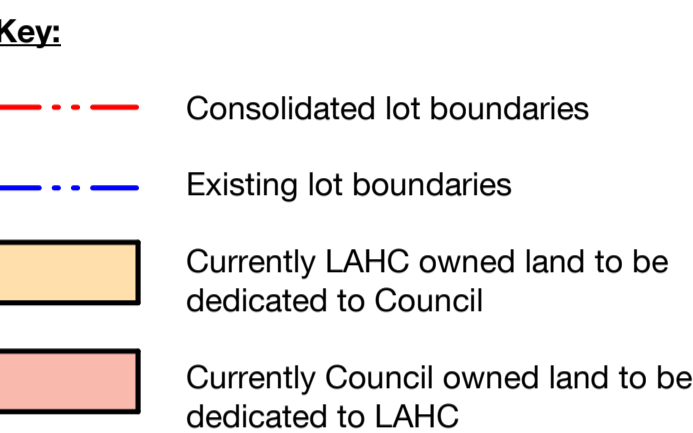 Key:
Consolidated lot boundaries
Existing lot boundaries
Currently LAHC owned land to be
dedicated to Council
Currently Council owned land to be
dedicated to LAHC